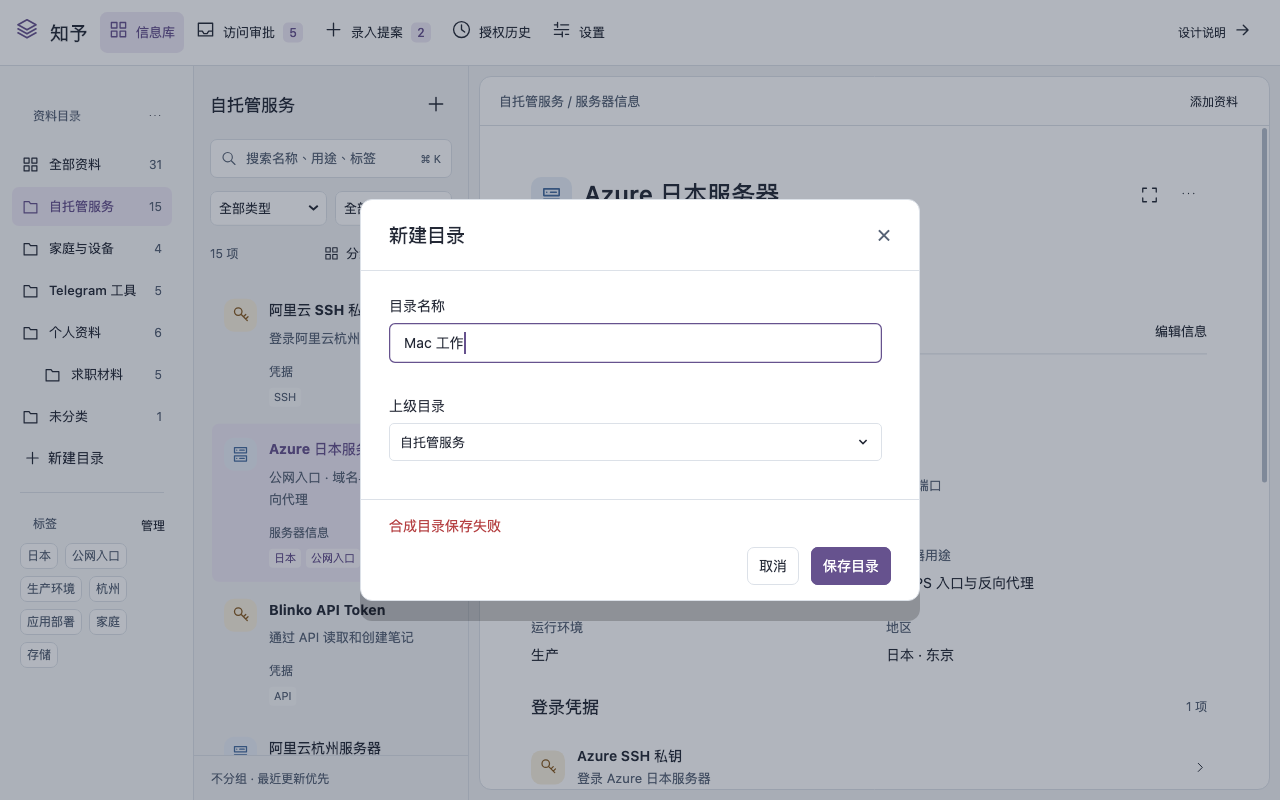 知予
信息库
访问审批 5
录入提案 2
授权历史
设置
设计说明
资料目录
全部资料 31
自托管服务 15
家庭与设备 4
Telegram 工具 5
个人资料 6
求职材料 5
未分类 1
新建目录
标签 管理
日本 公网入口
生产环境 杭州
应用部署 家庭
存储
自托管服务
搜索名称、用途、标签 ⌘ K
全部类型
15 项
阿里云 SSH 私
登录阿里云杭州
凭据
SSH
Azure 日本服务
公网入口 · 域名
向代理
服务器信息
日本 公网入口
Blinko API Token
通过 API 读取和创建笔记
凭据
API
阿里云杭州服务器
不分组 · 最近更新优先
自托管服务 / 服务器信息
添加资料
Azure 日本服务器
编辑信息
新建目录
目录名称
Mac 工作
上级目录
自托管服务
合成目录保存失败
取消 保存目录
端口
用途
入口与反向代理
运行环境
生产
地区
日本 · 东京
登录凭据
1 项
Azure SSH 私钥
登录 Azure 日本服务器